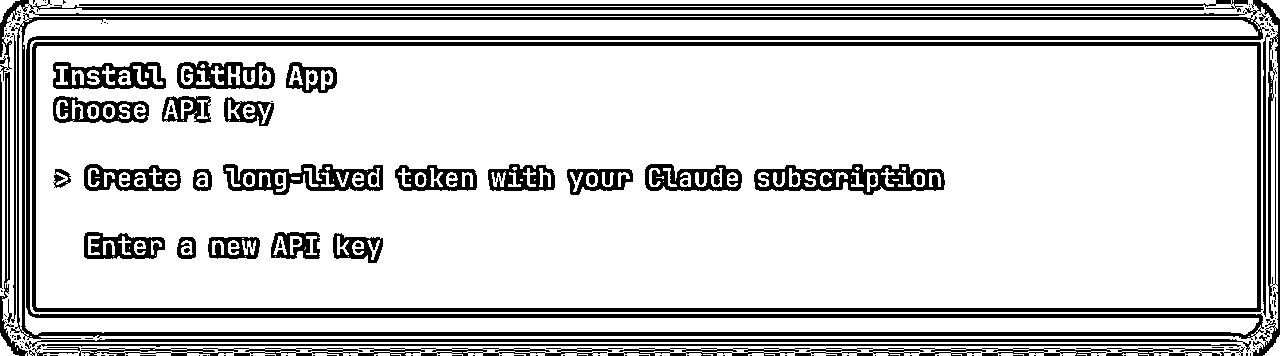 Install GitHub App
Choose API key
> Create a long-lived token with your Claude subscription
Enter a new API key